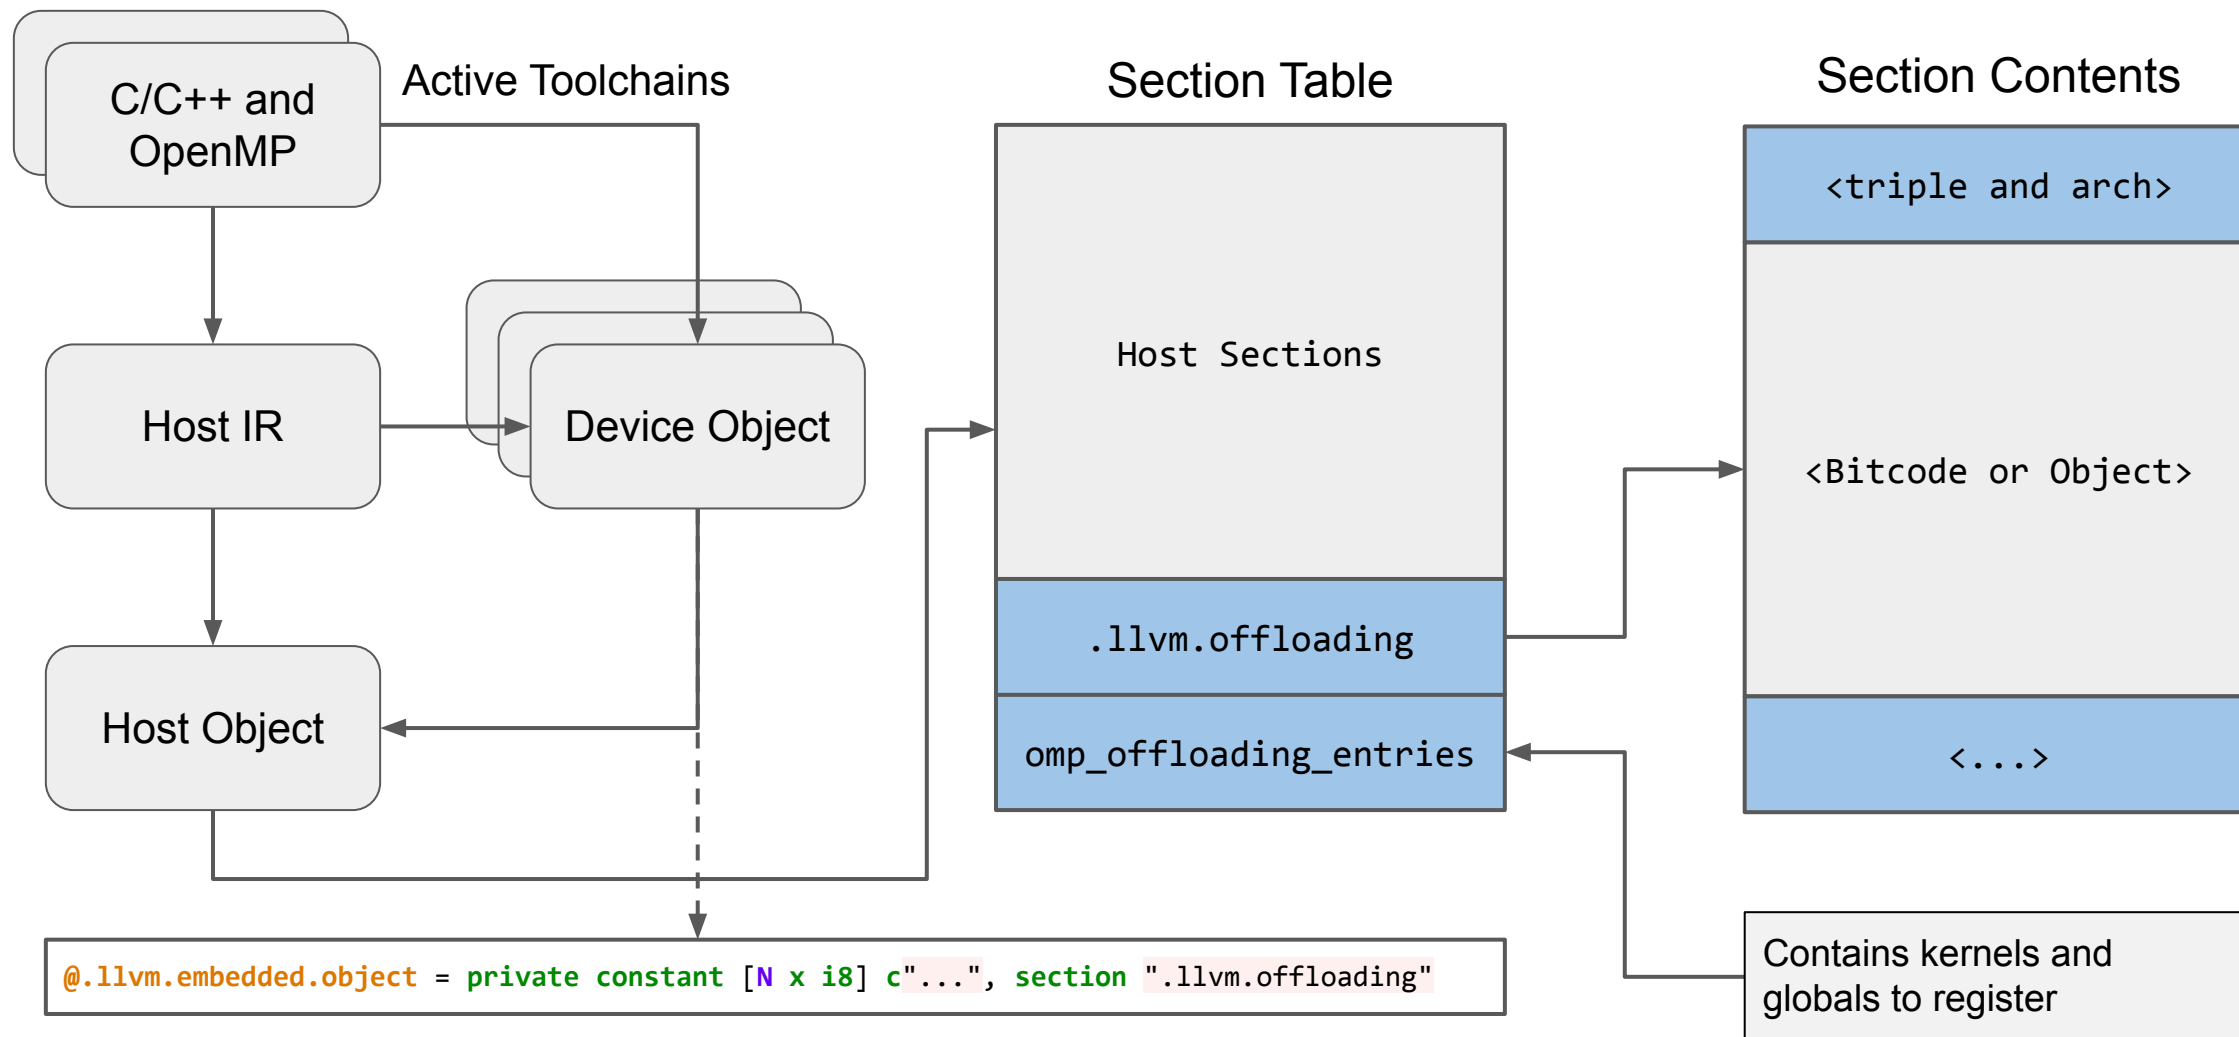 C/C++ and
OpenMP
Active Toolchains
Host IR
Device Object
Host Object
Section Table
Host Sections
.llvm.offloading
omp_offloading_entries
Section Contents
<triple and arch>
<Bitcode or Object>
<...>
@.llvm.embedded.object = private constant [N x i8] c"...", section ".llvm.offloading"
Contains kernels and
globals to register